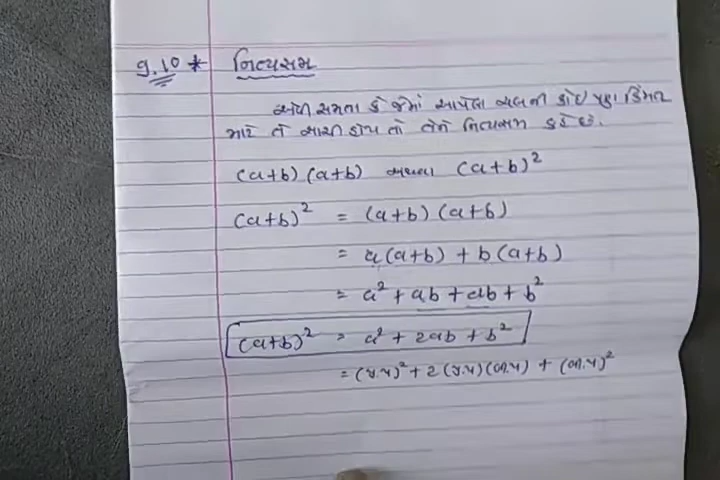 9.10 * નિત્યસમ
એવી સમતા કે જેમાં આપેલા ચલની કોઈ પણ કિંમત
માટે તે સાચી હોય તો તેને નિત્યસમ કહે છે.
(a+b) (a+b) અથવા (a+b)²
(a+b)² = (a+b) (a+b)
= a(a+b) + b(a+b)
= a² + ab + ab + b²
(a+b)² = a² + 2ab + b²
= (પ્ર.પ)² + 2 (પ્ર.પ) (બી.પ) + (બી.પ)²